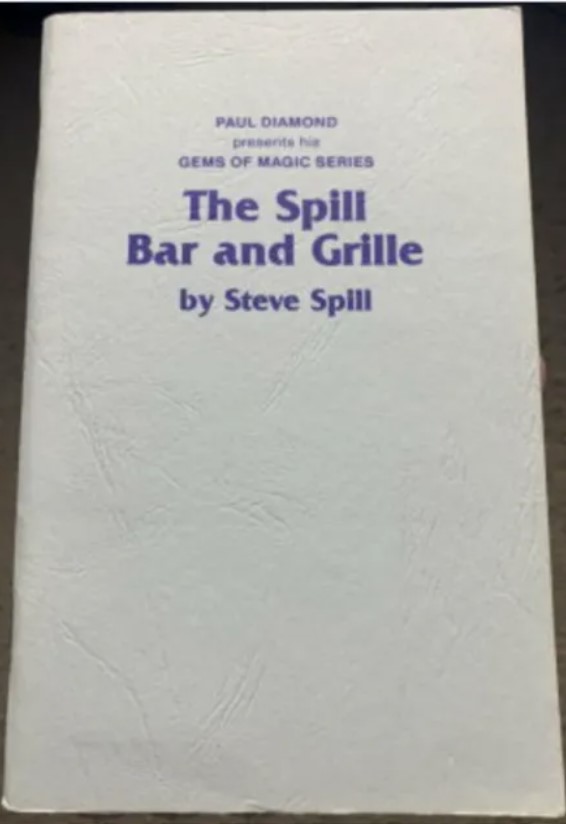 PAUL DIAMOND
presents his
GEMS OF MAGIC SERIES
The Spill
Bar and Grille
by Steve Spill